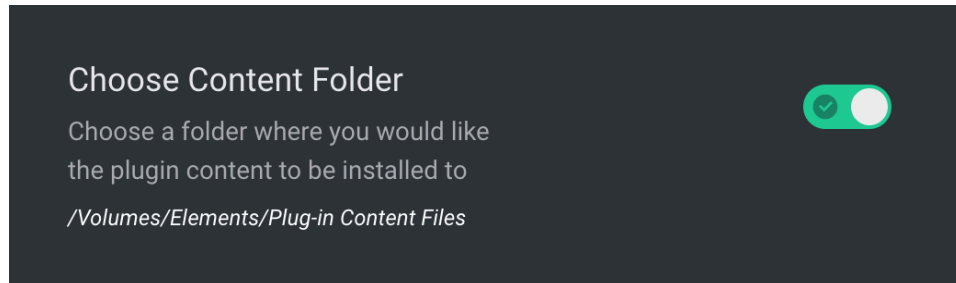 Choose Content Folder
Choose a folder where you would like
the plugin content to be installed to
/Volumes/Elements/Plug-in Content Files